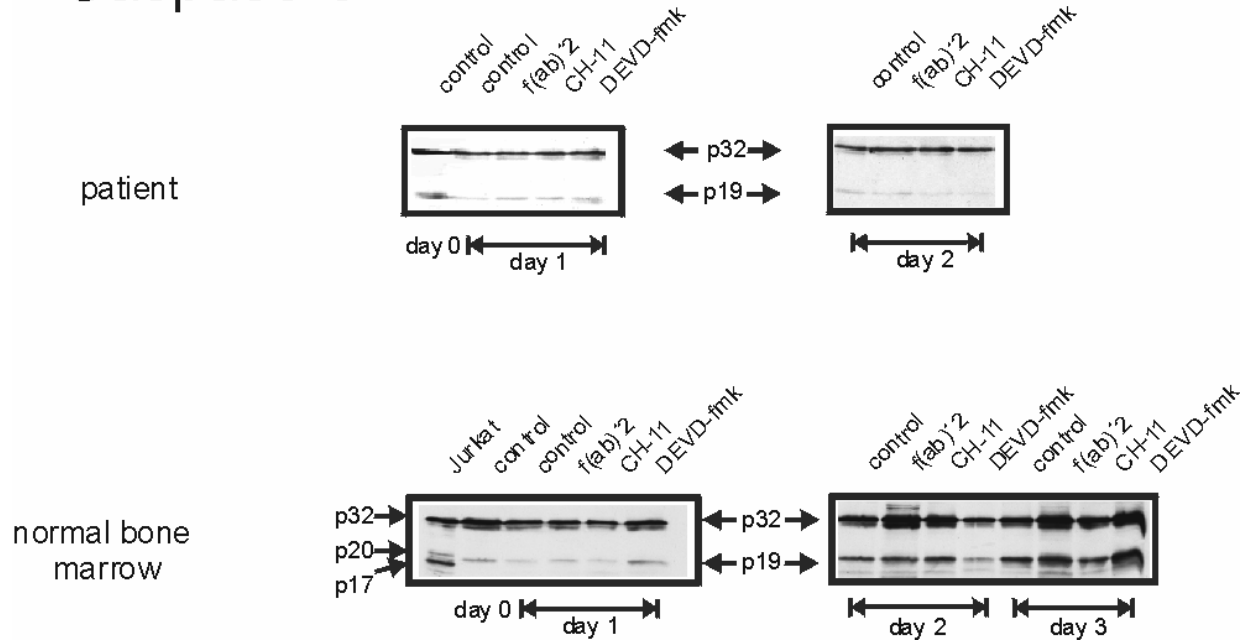 control control f(ab)'2 CH-11 DEVD-fmk
control f(ab)'2 CH-11 DEVD-fmk
patient
p32
p19
day 0 day 1
day 2
Jurkat control control f(ab)'2 CH-11 DEVD-fmk
control f(ab)'2 CH-11 DEVD-fmk control f(ab)'2 CH-11 DEVD-fmk
normal bone
marrow
p32
p20
p17
p32
p19
day 0 day 1
day 2 day 3